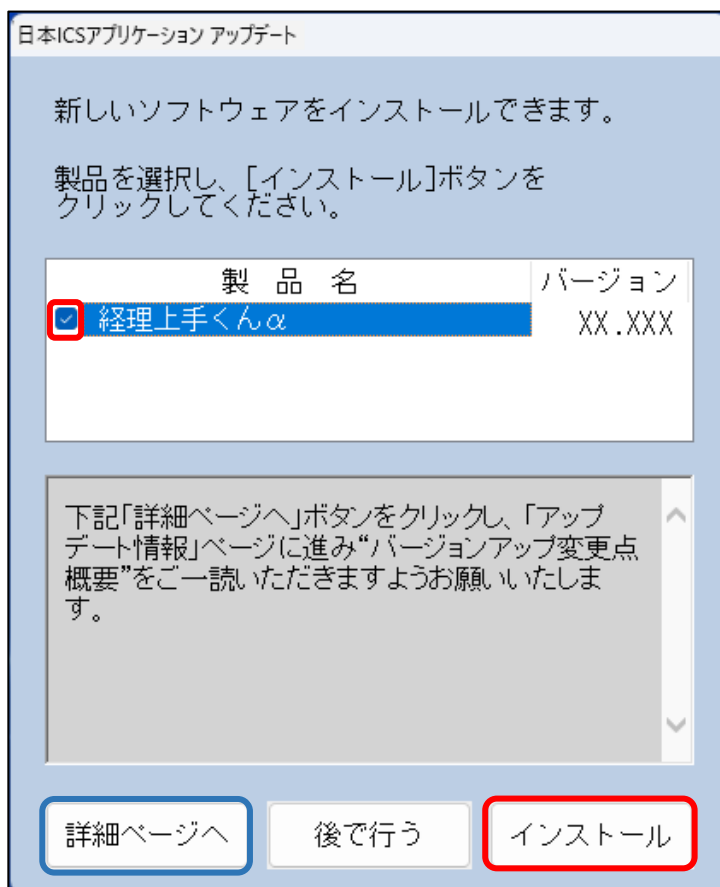 日本ICSアプリケーション アップデート
新しいソフトウェアをインストールできます。
製品を選択し、[インストール]ボタンを
クリックしてください。
製 品 名 バージョン
経理上手くんα XX.XXX
下記「詳細ページへ」ボタンをクリックし、「アップ
デート情報」ページに進み“バージョンアップ変更点
概要”をご一読いただきますようお願いいたしま
す。
詳細ページへ 後で行う インストール